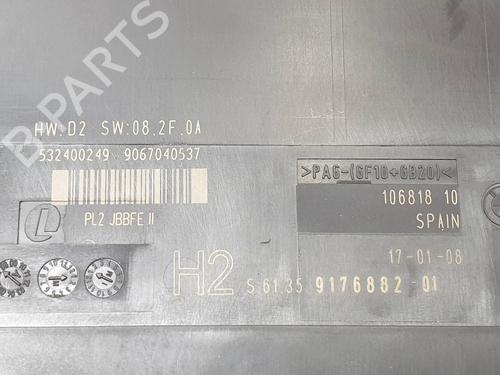 B-Parts
HW:D2 SW:08.2F.0A
532400249 9067040537
PL2 JBBFE II
>PA6-(GF10+GB20)<
106818 10
SPAIN
17-01-08
H2 S 61.35 9176882-01